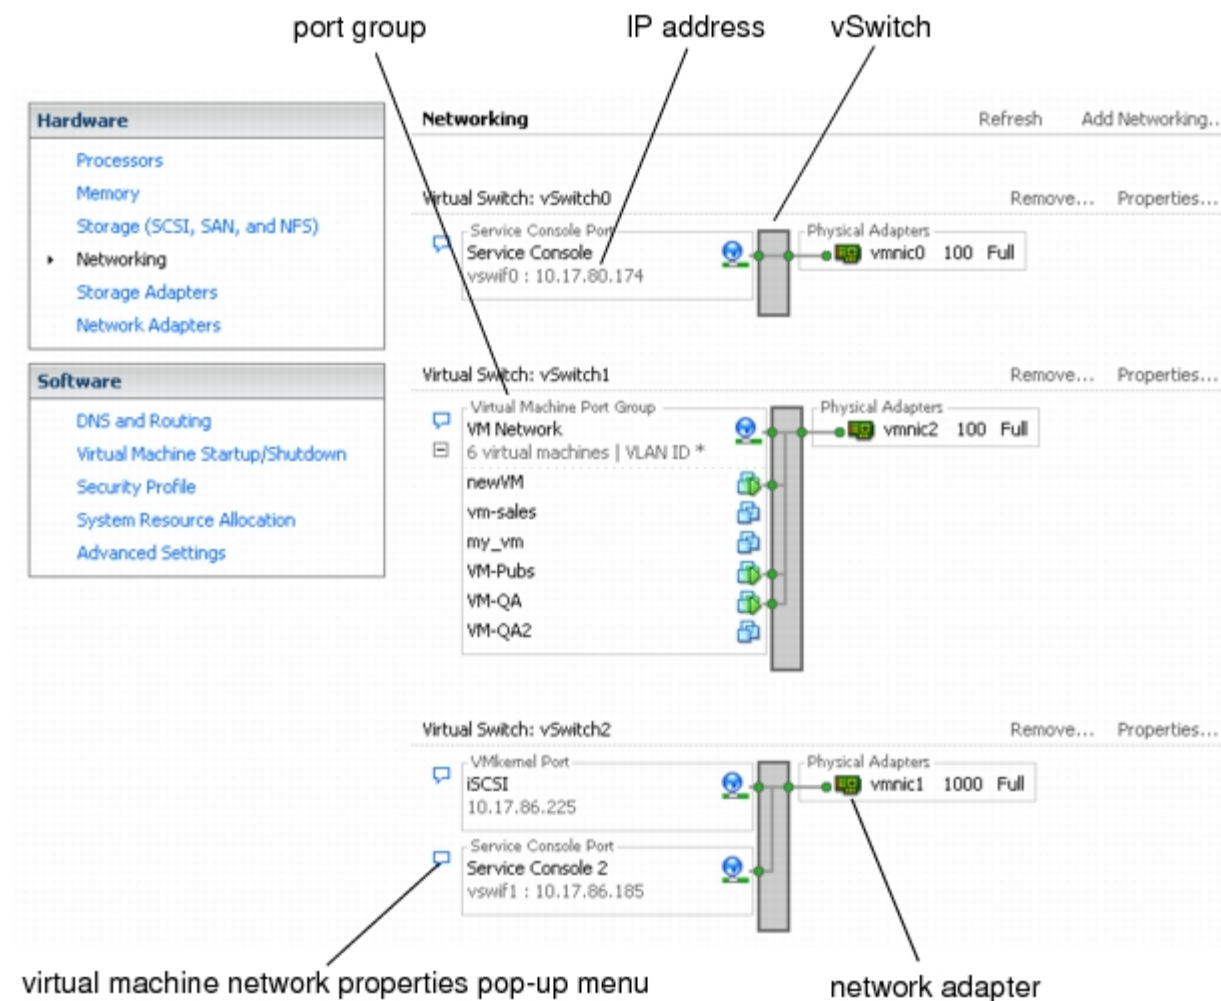 port group
IP address
vSwitch
Hardware
Processors
Memory
Storage (SCSI, SAN, and NFS)
Networking
Storage Adapters
Network Adapters
Software
DNS and Routing
Virtual Machine Startup/Shutdown
Security Profile
System Resource Allocation
Advanced Settings
Networking
Refresh
Add Networking...
Virtual Switch: vSwitch0
Remove...
Properties...
Service Console Port
Service Console
vswif0 : 10.17.80.174
Physical Adapters
vmnic0 100 Full
Virtual Switch: vSwitch1
Remove...
Properties...
Virtual Machine Port Group
VM Network
6 virtual machines | VLAN ID *
newVM
vm-sales
my_vm
VM-Pubs
VM-QA
VM-QA2
Physical Adapters
vmnic2 100 Full
Virtual Switch: vSwitch2
Remove...
Properties...
VMkernel Port
iSCSI
10.17.86.225
Physical Adapters
vmnic1 1000 Full
Service Console Port
Service Console 2
vswif1 : 10.17.86.185
virtual machine network properties pop-up menu
network adapter